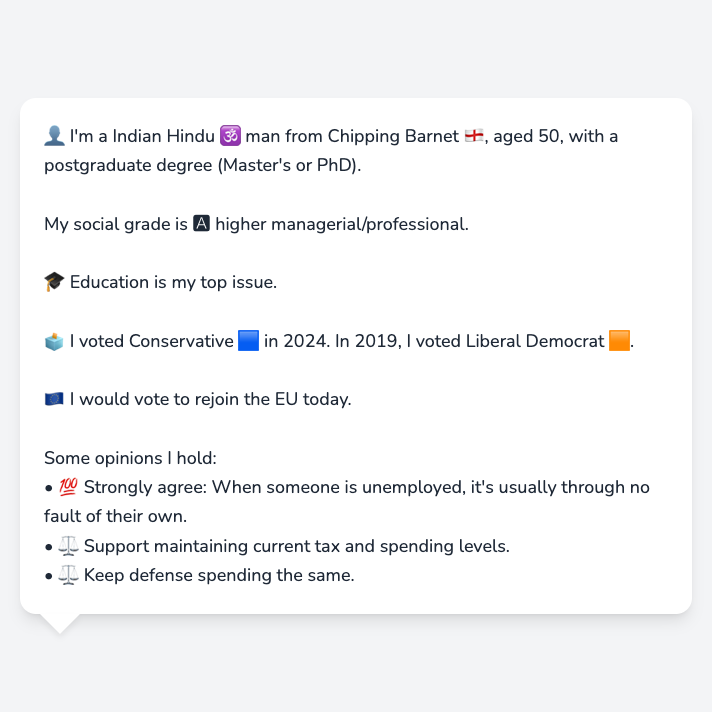 👤 I'm a Indian Hindu 🕉️ man from Chipping Barnet 🏴󠁧󠁢󠁥󠁮󠁧󠁿, aged 50, with a
postgraduate degree (Master's or PhD).
My social grade is 🅰 higher managerial/professional.
🎓 Education is my top issue.
🗳️ I voted Conservative 🟦 in 2024. In 2019, I voted Liberal Democrat 🟧.
🇪🇺 I would vote to rejoin the EU today.
Some opinions I hold:
• 💯 Strongly agree: When someone is unemployed, it's usually through no
fault of their own.
• ⚖️ Support maintaining current tax and spending levels.
• ⚖️ Keep defense spending the same.